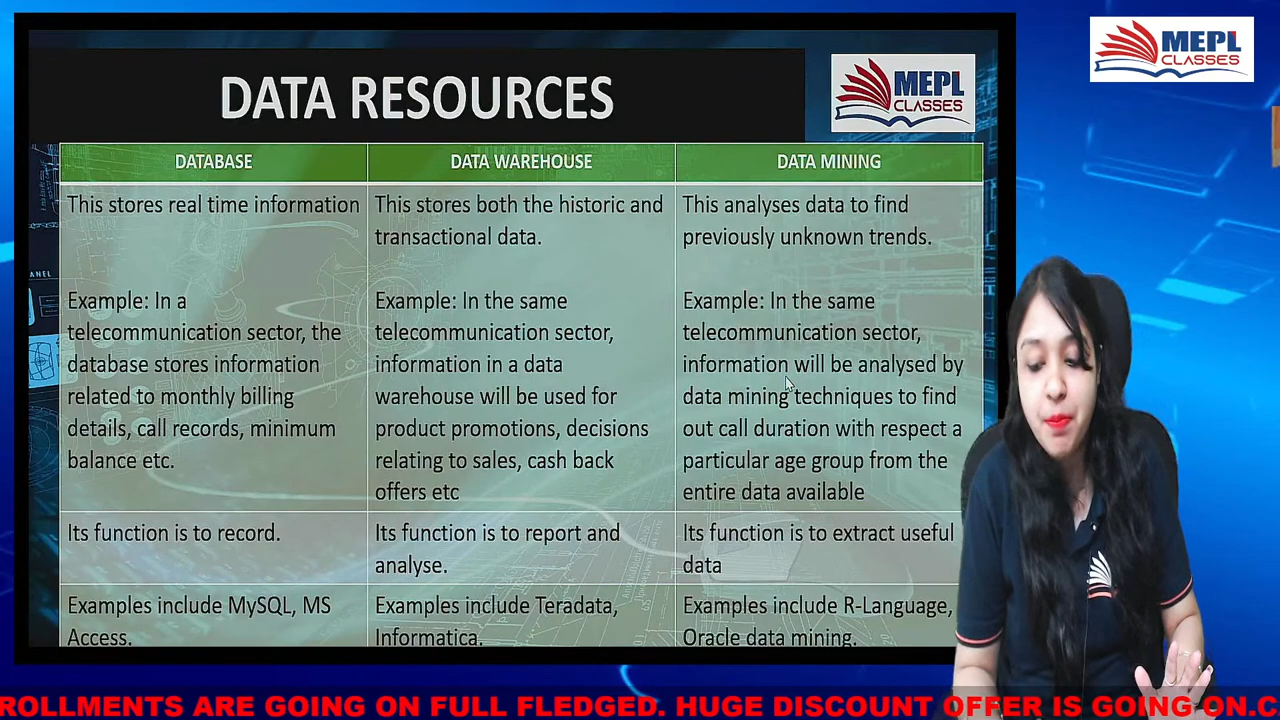 MEPL
CLASSES
DATA RESOURCES
MEPL
CLASSES
DATABASE
DATA WAREHOUSE
DATA MINING
This stores real time information
Example: In a
telecommunication sector, the
database stores information
related to monthly billing
details, call records, minimum
balance etc.
This stores both the historic and
transactional data.
Example: In the same
telecommunication sector,
information in a data
warehouse will be used for
product promotions, decisions
relating to sales, cash back
offers etc
This analyses data to find
previously unknown trends.
Example: In the same
telecommunication sector,
information will be analysed by
data mining techniques to find
out call duration with respect a
particular age group from the
entire data available
Its function is to record.
Its function is to report and
analyse.
Its function is to extract useful
data
Examples include MySQL, MS
Access.
Examples include Teradata,
Informatica.
Examples include R-Language,
Oracle data mining.
ROLLMENTS ARE GOING ON FULL FLEDGED. HUGE DISCOUNT OFFER IS GOING ON.C